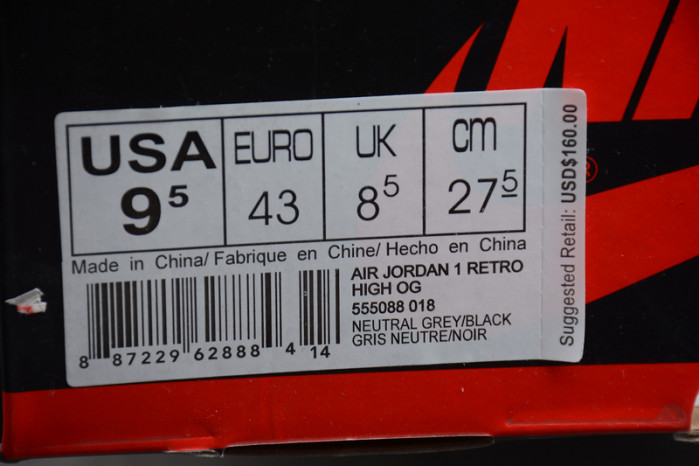 USA EURO UK CM
9⁵ 43 8⁵ 27⁵
Made in China/ Fabrique en Chine/ Hecho en China
AIR JORDAN 1 RETRO
HIGH OG
555088 018
NEUTRAL GREY/BLACK
GRIS NEUTRE/NOIR
8 87229 62888 4 14
Suggested Retail: USD$160.00
®